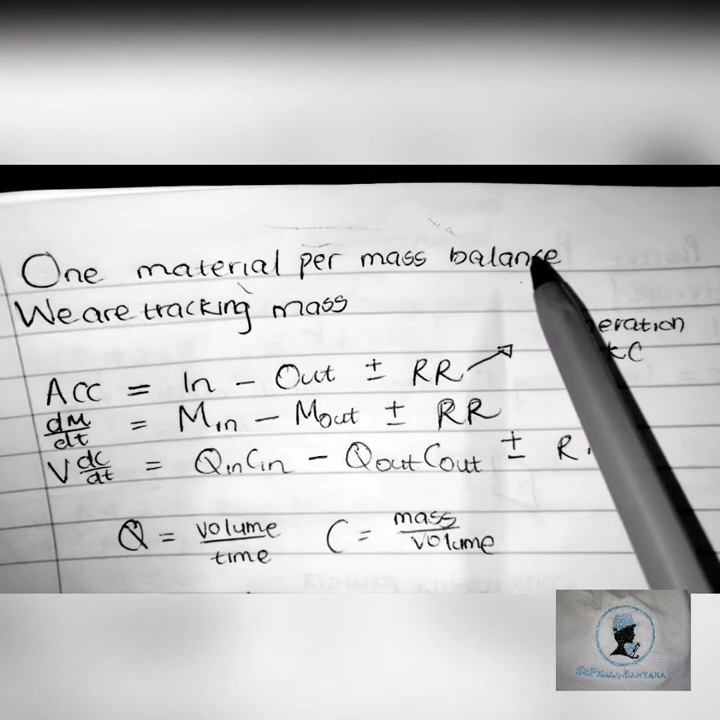 One material per mass balance
We are tracking mass
eration
kC
Acc = In - Out ± RR
dM/dt = Min - Mout ± RR
V dc/dt = QinCin - QoutCout ± R
Q = volume/time C = mass/volume